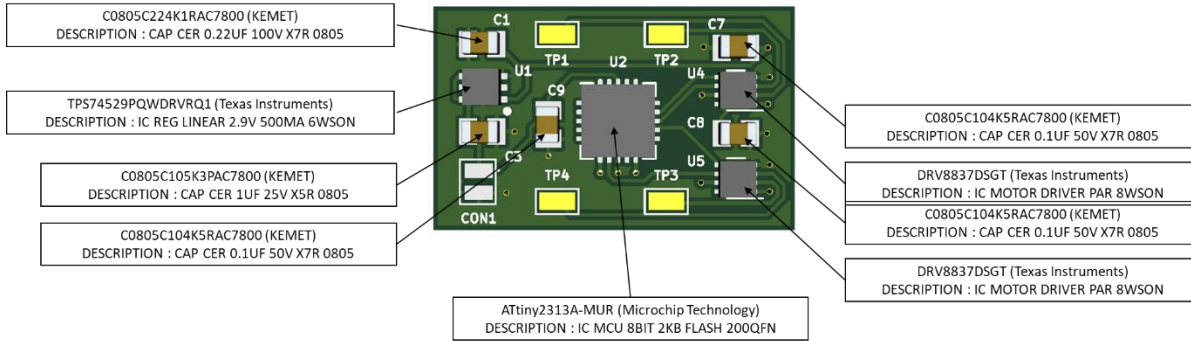 C0805C224K1RAC7800 (KEMET)
DESCRIPTION : CAP CER 0.22UF 100V X7R 0805
TPS74529PQWDRVRQ1 (Texas Instruments)
DESCRIPTION : IC REG LINEAR 2.9V 500MA 6WSON
C0805C105K3PAC7800 (KEMET)
DESCRIPTION : CAP CER 1UF 25V X5R 0805
C0805C104K5RAC7800 (KEMET)
DESCRIPTION : CAP CER 0.1UF 50V X7R 0805
C1
TP1
TP2
C7
U1
U2
U4
C9
C8
C3
U5
TP4
TP3
CON1
C0805C104K5RAC7800 (KEMET)
DESCRIPTION : CAP CER 0.1UF 50V X7R 0805
DRV8837DSGT (Texas Instruments)
DESCRIPTION : IC MOTOR DRIVER PAR 8WSON
C0805C104K5RAC7800 (KEMET)
DESCRIPTION : CAP CER 0.1UF 50V X7R 0805
DRV8837DSGT (Texas Instruments)
DESCRIPTION : IC MOTOR DRIVER PAR 8WSON
ATtiny2313A-MUR (Microchip Technology)
DESCRIPTION : IC MCU 8BIT 2KB FLASH 200QFN